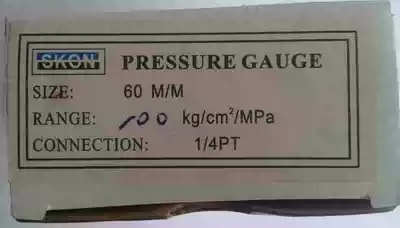 SKON PRESSURE GAUGE
SIZE: 60 M/M
RANGE: 100 kg/cm²/MPa
CONNECTION: 1/4PT